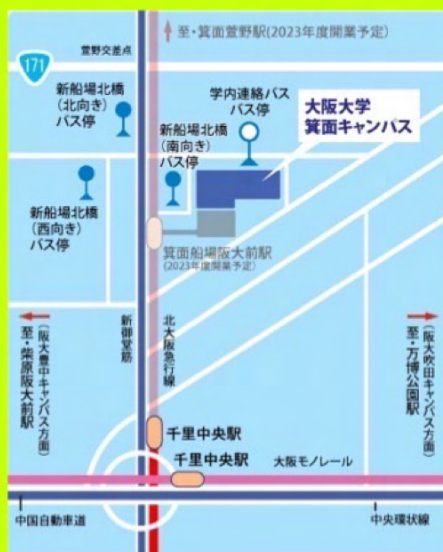 至・箕面萱野駅(2023年度開業予定)
萱野交差点
171
新船場北橋
(北向き)
バス停
学内連絡バス
バス停
新船場北橋
(南向き)
バス停
大阪大学
箕面キャンパス
新船場北橋
(西向き)
バス停
箕面船場阪大前駅
(2023年度開業予定)
(阪大豊中キャンパス方面)
至・柴原阪大前駅
新御堂筋
北大阪急行線
(阪大吹田キャンパス方面)
至・万博公園駅
千里中央駅
千里中央駅
大阪モノレール
中国自動車道
中央環状線